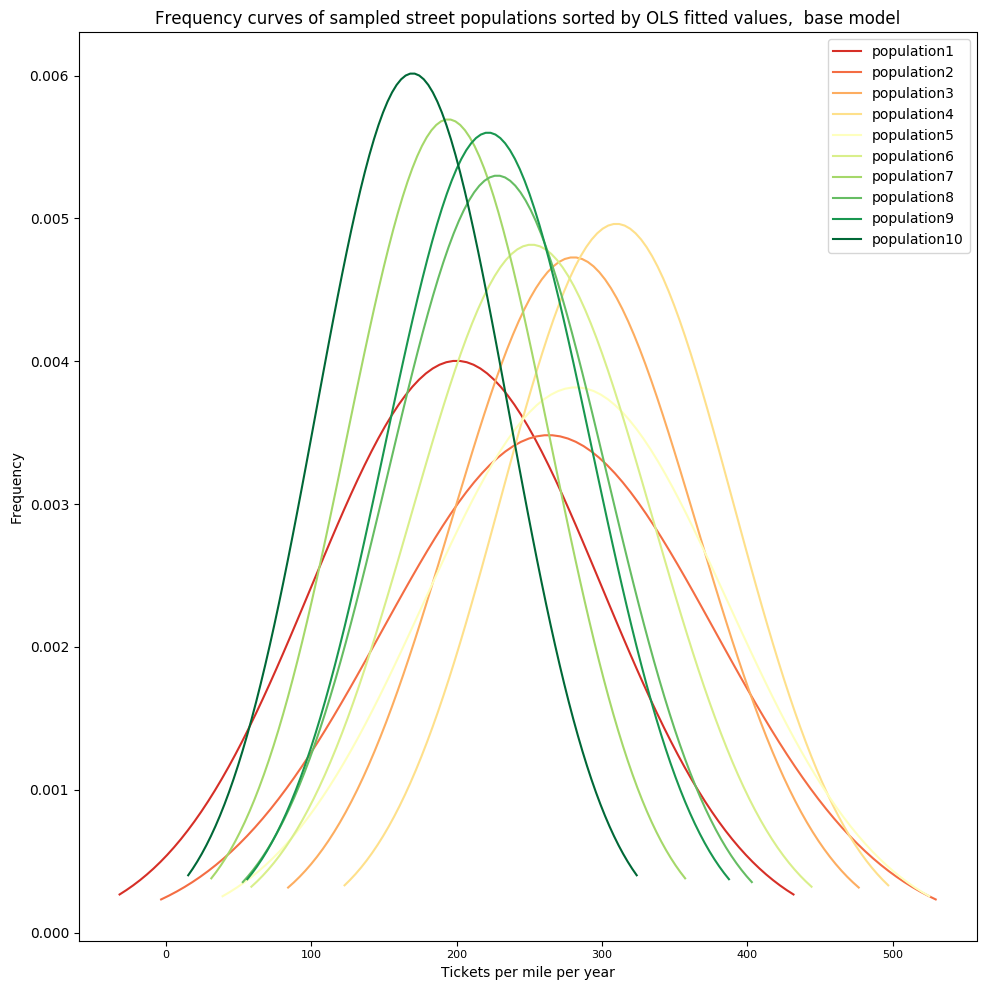 Frequency curves of sampled street populations sorted by OLS fitted values,  base model
population1
population2
population3
population4
population5
population6
population7
population8
population9
population10
0.006
0.005
0.004
0.003
0.002
0.001
0.000
Frequency
0 100 200 300 400 500
Tickets per mile per year